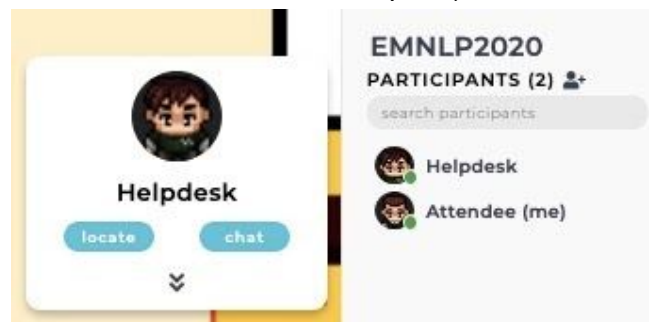 Helpdesk
locate chat
EMNLP2020
PARTICIPANTS (2)
search participants
Helpdesk
Attendee (me)